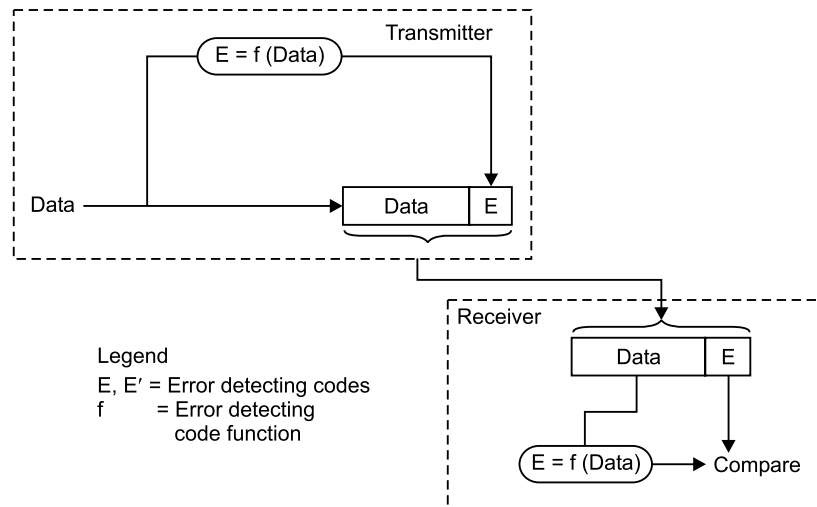 Transmitter
E = f (Data)
Data
Data E
Receiver
Data E
E = f (Data)
Compare
Legend
E, E′ = Error detecting codes
f = Error detecting
code function